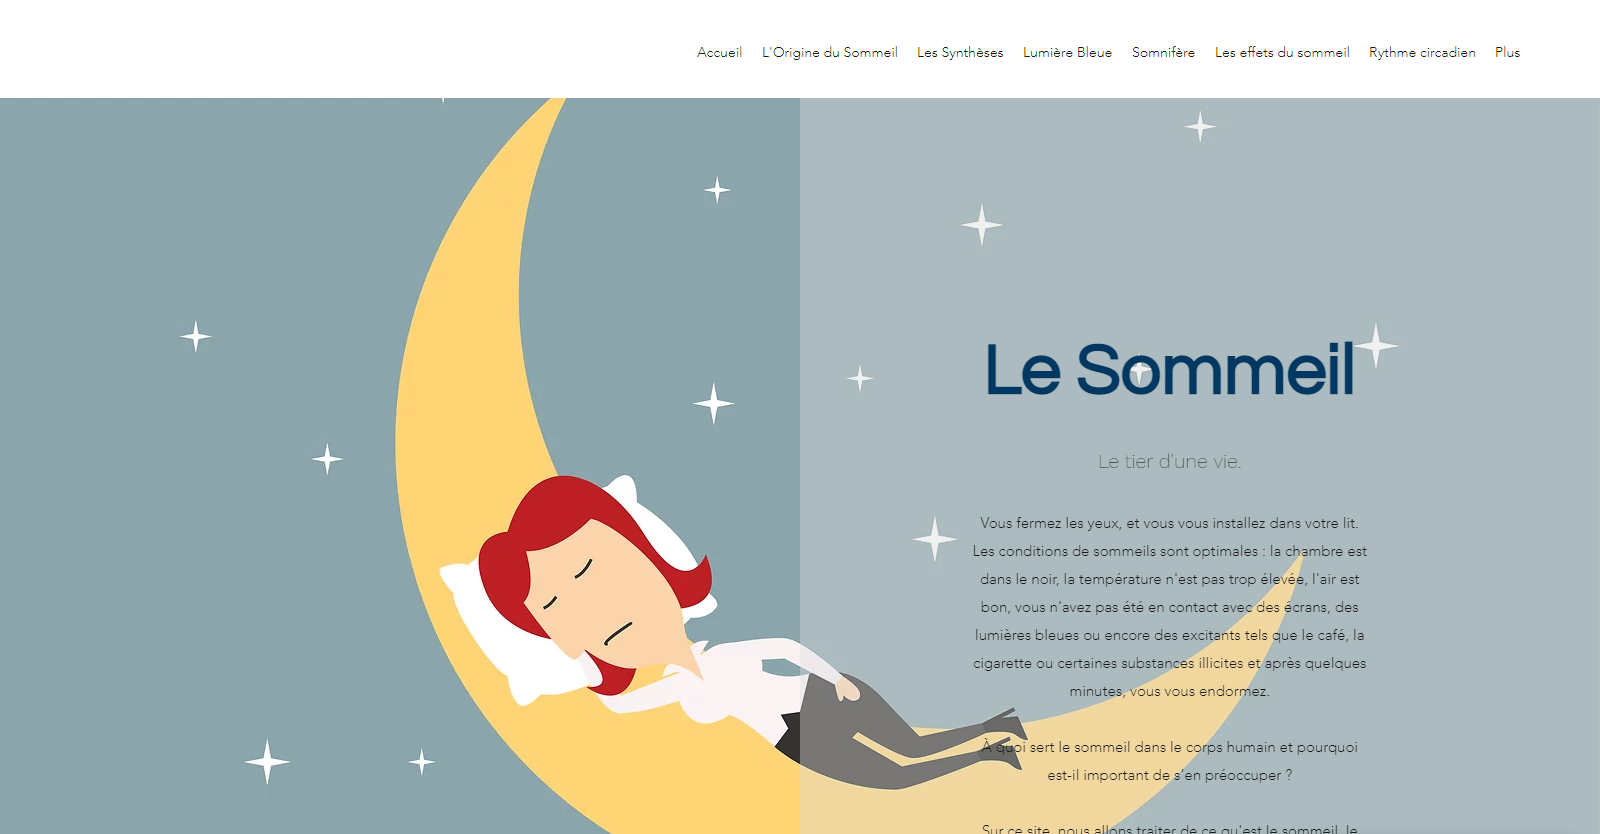 Accueil L'Origine du Sommeil Les Synthèses Lumière Bleue Somnifère Les effets du sommeil Rythme circadien Plus
Le Sommeil
Le tier d'une vie.
Vous fermez les yeux, et vous vous installez dans votre lit.
Les conditions de sommeils sont optimales : la chambre est
dans le noir, la température n'est pas trop élevée, l'air est
bon, vous n'avez pas été en contact avec des écrans, des
lumières bleues ou encore des excitants tels que le café, la
cigarette ou certaines substances illicites et après quelques
minutes, vous vous endormez.
À quoi sert le sommeil dans le corps humain et pourquoi
est-il important de s'en préoccuper ?
Sur ce site, nous allons traiter de ce qu'est le sommeil, le